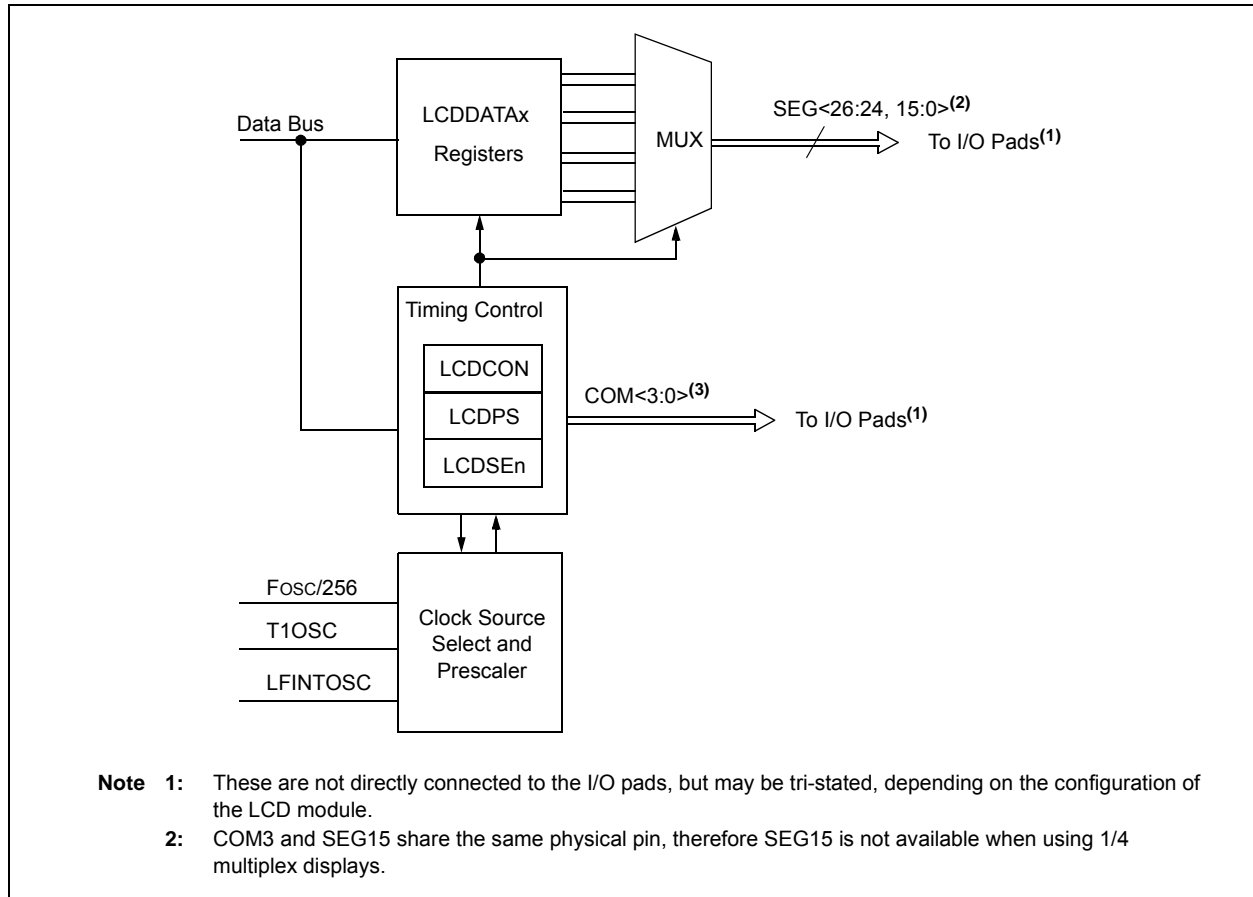 LCDDATAx
Registers
Data Bus
MUX
SEG<26:24, 15:0>(2)
To I/O Pads(1)
Timing Control
LCDCON
LCDPS
LCDSEn
COM<3:0>(3)
To I/O Pads(1)
FOSC/256
T1OSC
LFINTOSC
Clock Source
Select and
Prescaler
Note 1: These are not directly connected to the I/O pads, but may be tri-stated, depending on the configuration of
the LCD module.
2: COM3 and SEG15 share the same physical pin, therefore SEG15 is not available when using 1/4
multiplex displays.